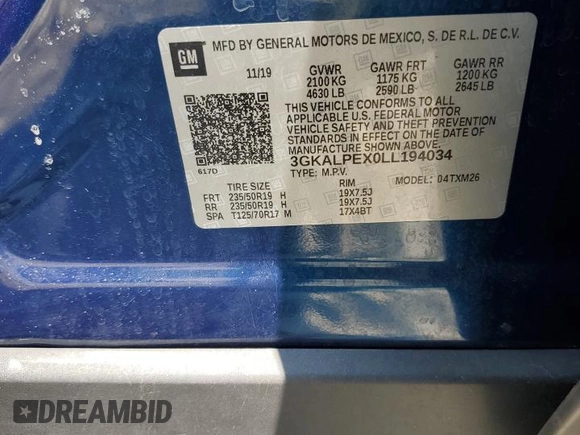 GM
MFD BY GENERAL MOTORS DE MEXICO, S. DE R.L. DE C.V.
11/19 GVWR GAWR FRT GAWR RR
2100 KG 1175 KG 1200 KG
4630 LB 2590 LB 2645 LB
THIS VEHICLE CONFORMS TO ALL
APPLICABLE U.S. FEDERAL MOTOR
VEHICLE SAFETY AND THEFT PREVENTION
STANDARDS IN EFFECT ON THE DATE OF
MANUFACTURE SHOWN ABOVE.
3GKALPEX0LL194034
617D TYPE: M.P.V. MODEL: 04TXM26
TIRE SIZE RIM
FRT 235/50R19 H 19X7.5J
RR 235/50R19 H 19X7.5J
SPA T125/70R17 M 17X4BT
DREAMBID